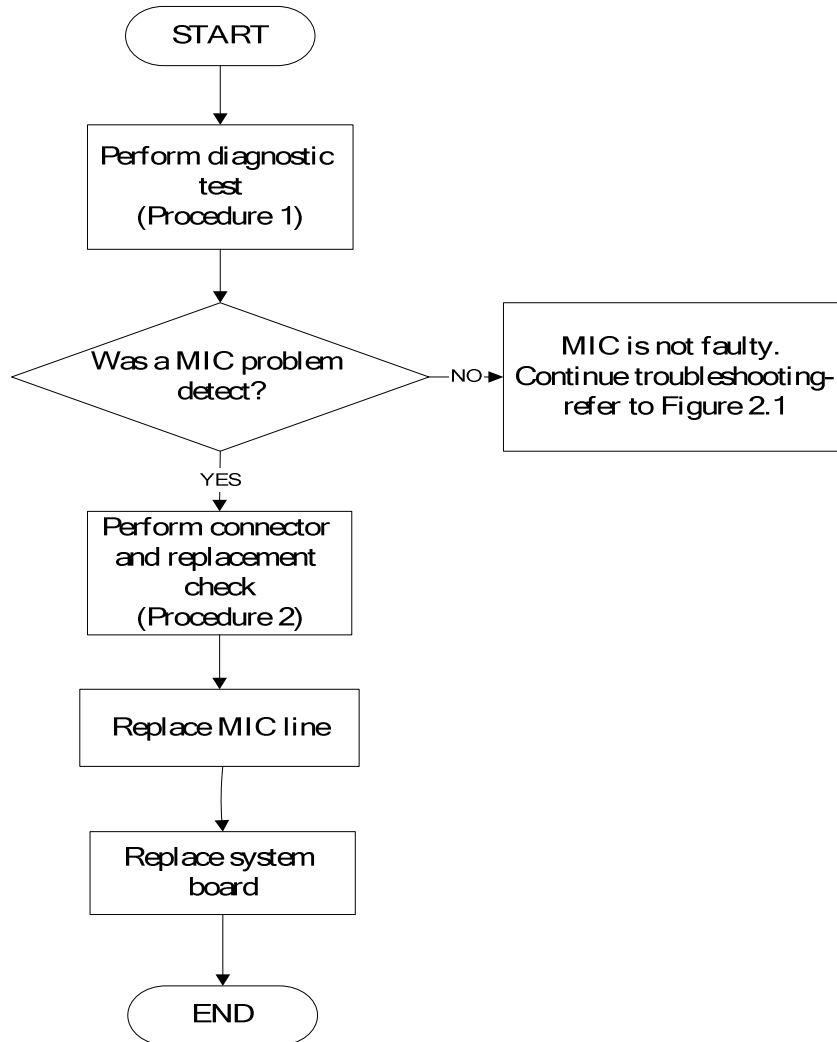 START
Perform diagnostic
test
(Procedure 1)
Was a MIC problem
detect?
NO
MIC is not faulty.
Continue troubleshooting-
refer to Figure 2.1
YES
Perform connector
and replacement
check
(Procedure 2)
Replace MIC line
Replace system
board
END